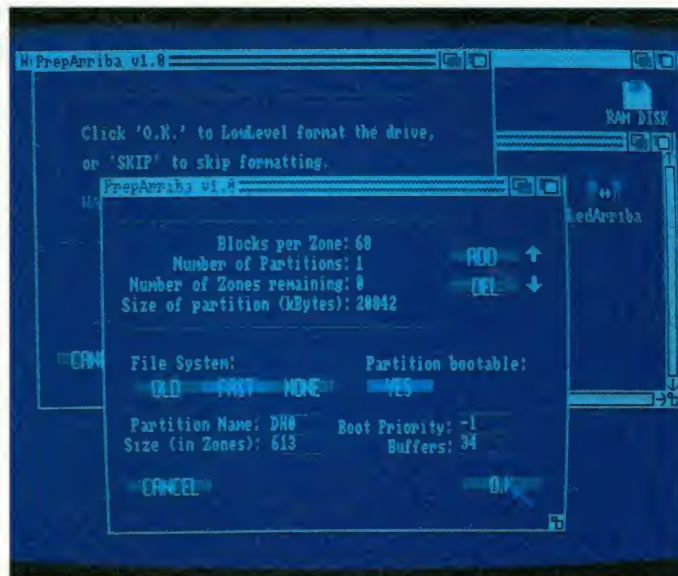 PrepArriba v1.0
RAM DISK
Click 'O.K.' to LowLevel format the drive,
or 'SKIP' to skip formatting.
LedArriba
PrepArriba v1.0
Blocks per Zone: 68
Number of Partitions: 1
Number of Zones remaining: 0
Size of partition (kBytes): 20842
ADD
DEL
File System:
OLD FAST NONE
Partition bootable:
YES
Partition Name: DH0
Size (in Zones): 613
Boot Priority: -1
Buffers: 34
CANCEL
O.K